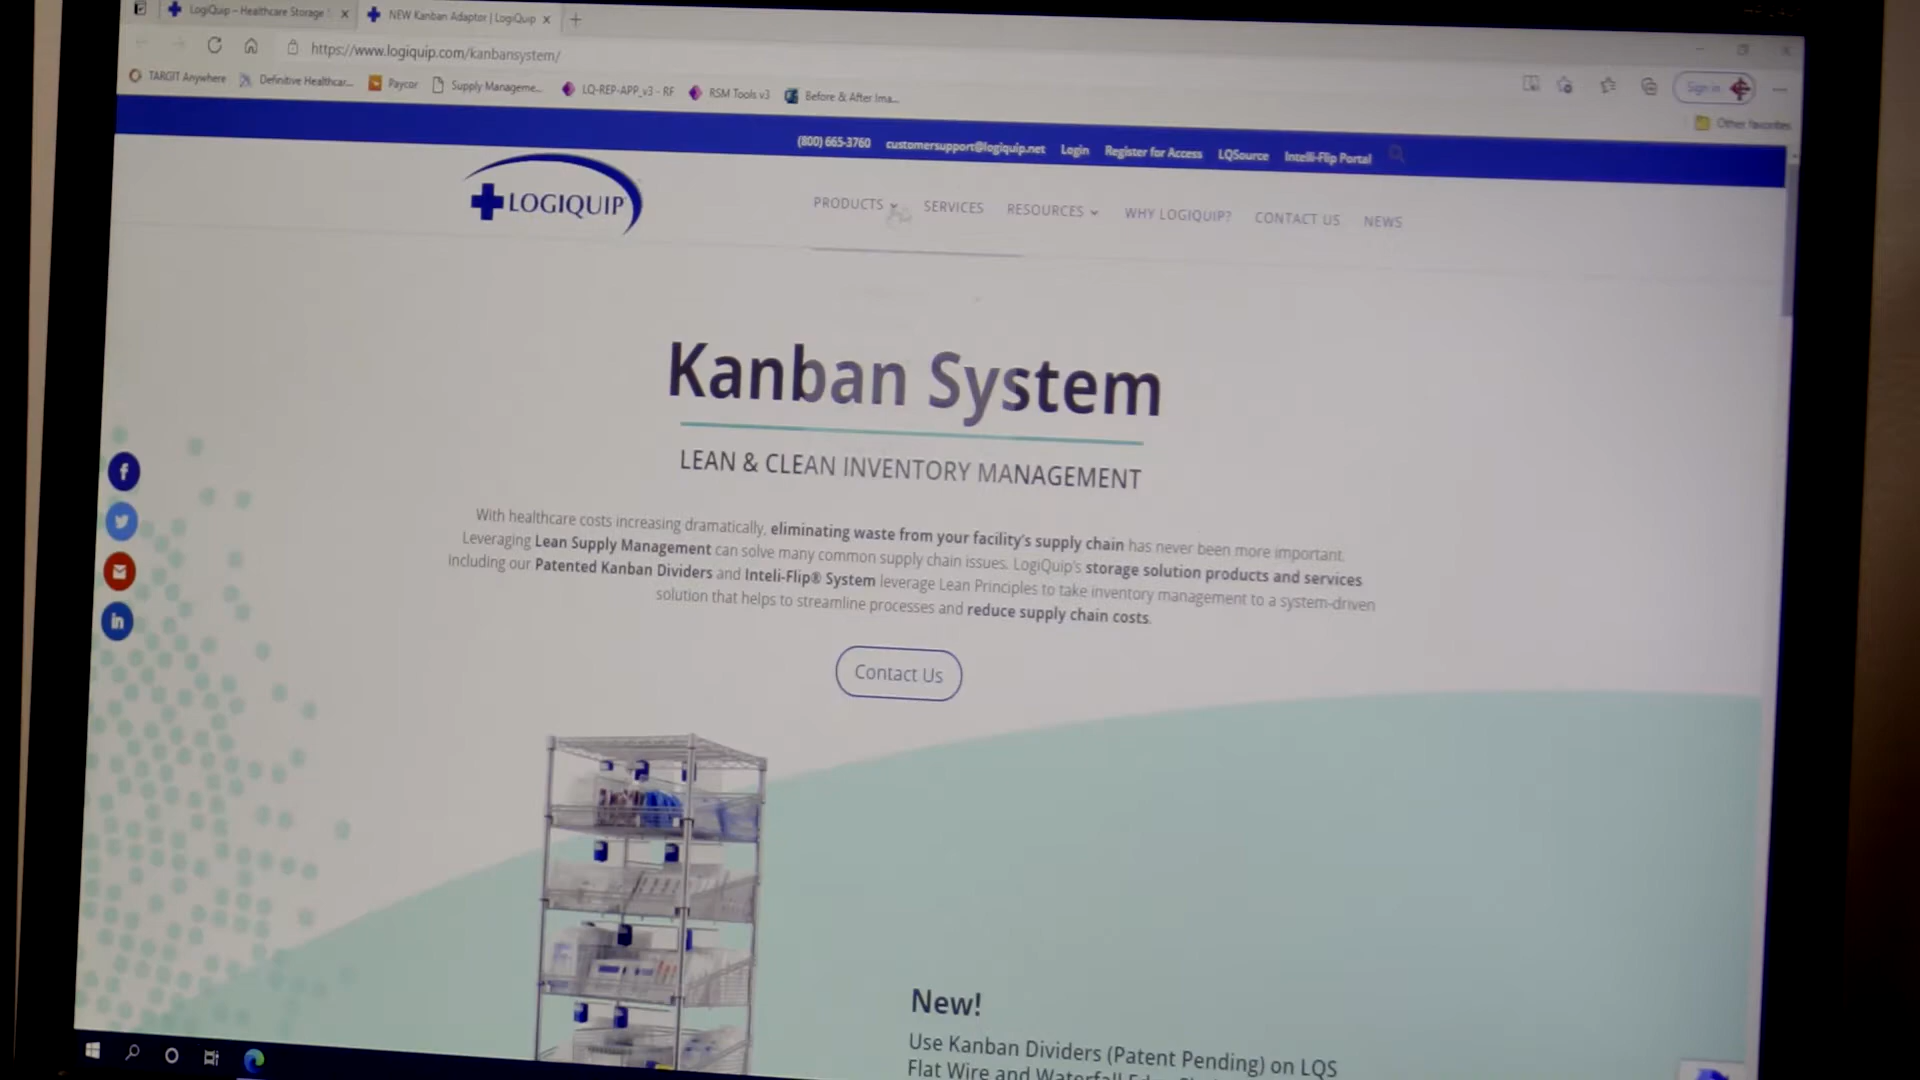 LogiQuip – Healthcare Storage
NEW Kanban Adaptor | LogiQuip
https://www.logiquip.com/kanbansystem/
TARGIT Anywhere
Definitive Healthcar...
Paycor
Supply Manageme...
LQ-REP-APP_v3 - RF
RSM Tools v3
Before & After Ima...
Sign in
Other favorites
(800) 665-3760
customersupport@logiquip.net
Login
Register for Access
LQSource
Intelli-Flip Portal
LOGIQUIP
PRODUCTS
SERVICES
RESOURCES
WHY LOGIQUIP?
CONTACT US
NEWS
Kanban System
LEAN & CLEAN INVENTORY MANAGEMENT
With healthcare costs increasing dramatically, eliminating waste from your facility's supply chain has never been more important.
Leveraging Lean Supply Management can solve many common supply chain issues. LogiQuip's storage solution products and services
including our Patented Kanban Dividers and Inteli-Flip® System leverage Lean Principles to take inventory management to a system-driven
solution that helps to streamline processes and reduce supply chain costs.
Contact Us
New!
Use Kanban Dividers (Patent Pending) on LQS
Flat Wire and Waterfall